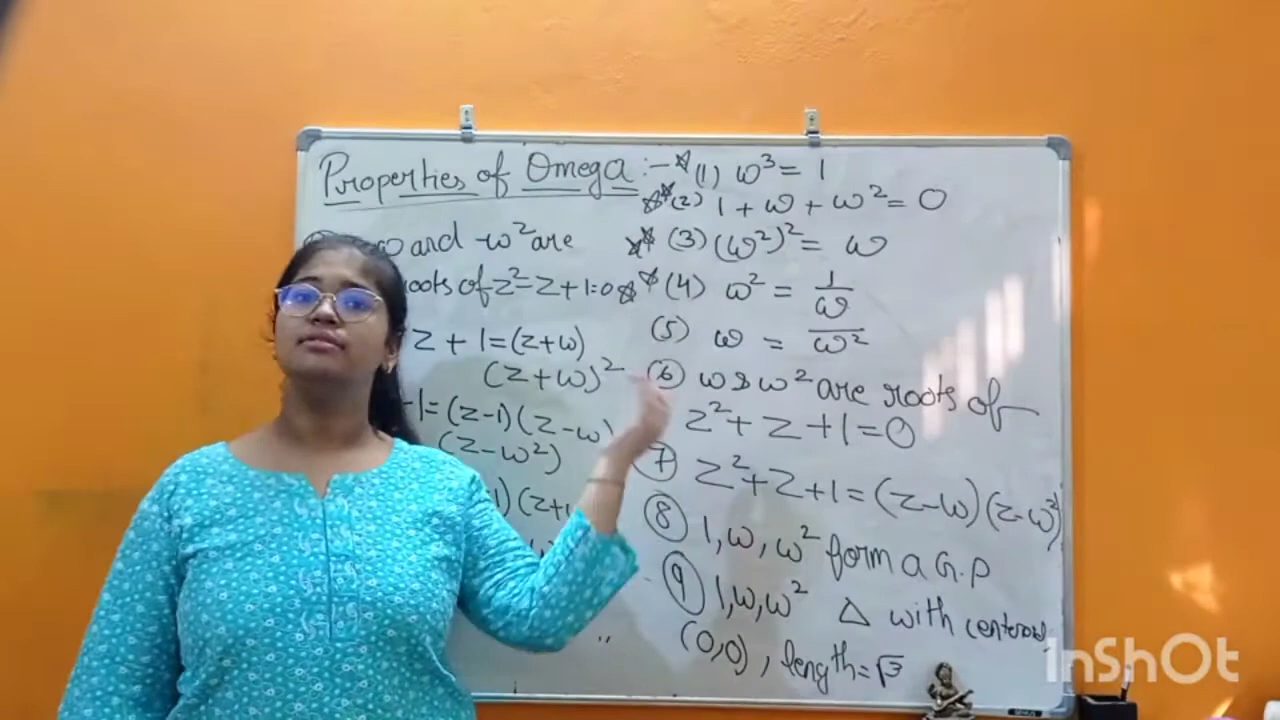 Properties of Omega :- (1) ω³ = 1
(2) 1 + ω + ω² = 0
(3) (ω²)² = ω
(4) ω² = 1/ω
(5) ω = 1/ω²
(6) ω & ω² are roots of
z² + z + 1 = 0
(7) z² + z + 1 = (z-ω)(z-ω²)
(8) 1, ω, ω² form a G.P
(9) 1, ω, ω² Δ with
(0,0), length = √3
and -ω² are
roots of z² - z + 1 = 0
z + 1 = (z+ω)
(z+ω)²
1 = (z-1)(z-ω)
(z-ω²)
) (z+
"
InShOt